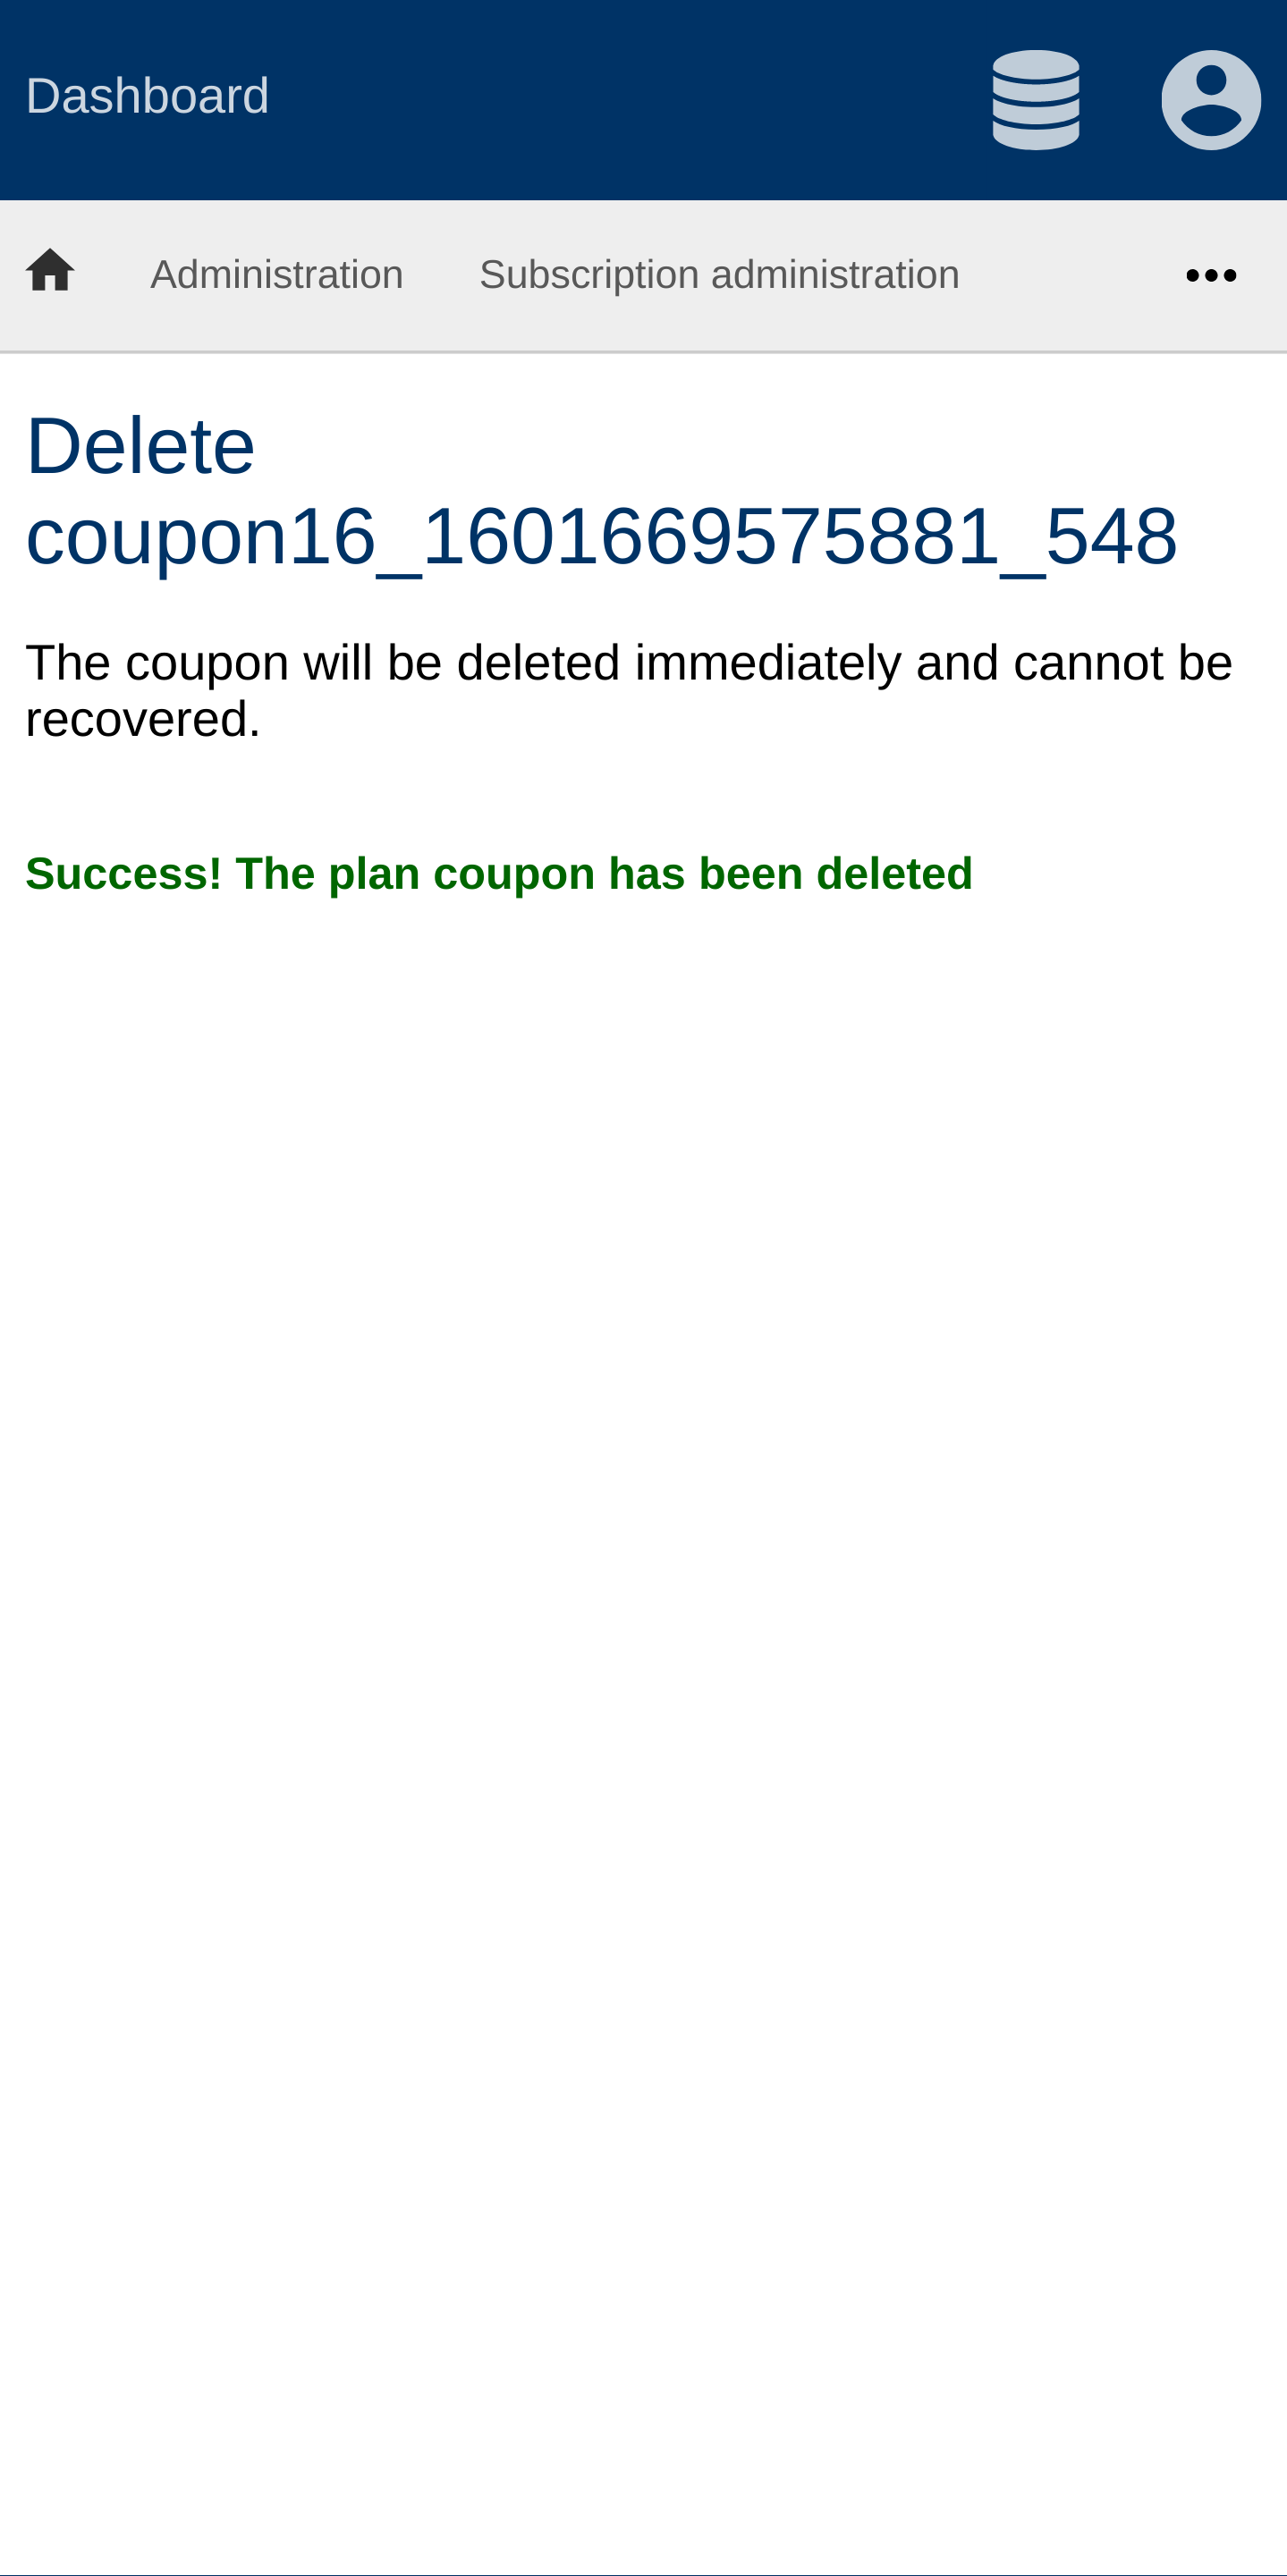 Dashboard
Administration Subscription administration
Delete
coupon16_1601669575881_548
The coupon will be deleted immediately and cannot be
recovered.
Success! The plan coupon has been deleted